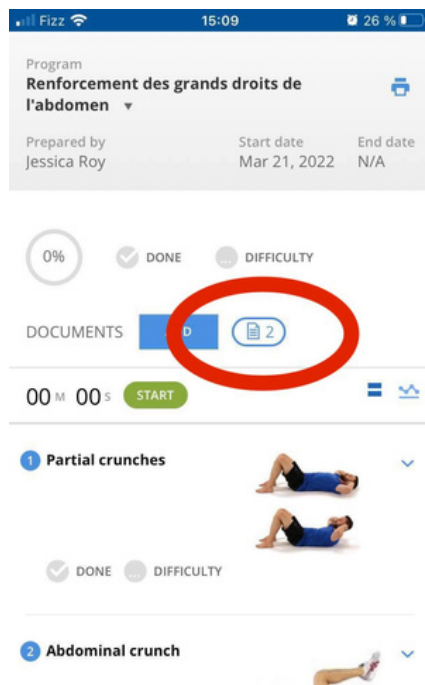 Fizz 15:09 26 %
Program
Renforcement des grands droits de
l'abdomen
Prepared by Start date End date
Jessica Roy Mar 21, 2022 N/A
0% DONE DIFFICULTY
DOCUMENTS 2
00 M 00 S START
1 Partial crunches
DONE DIFFICULTY
2 Abdominal crunch